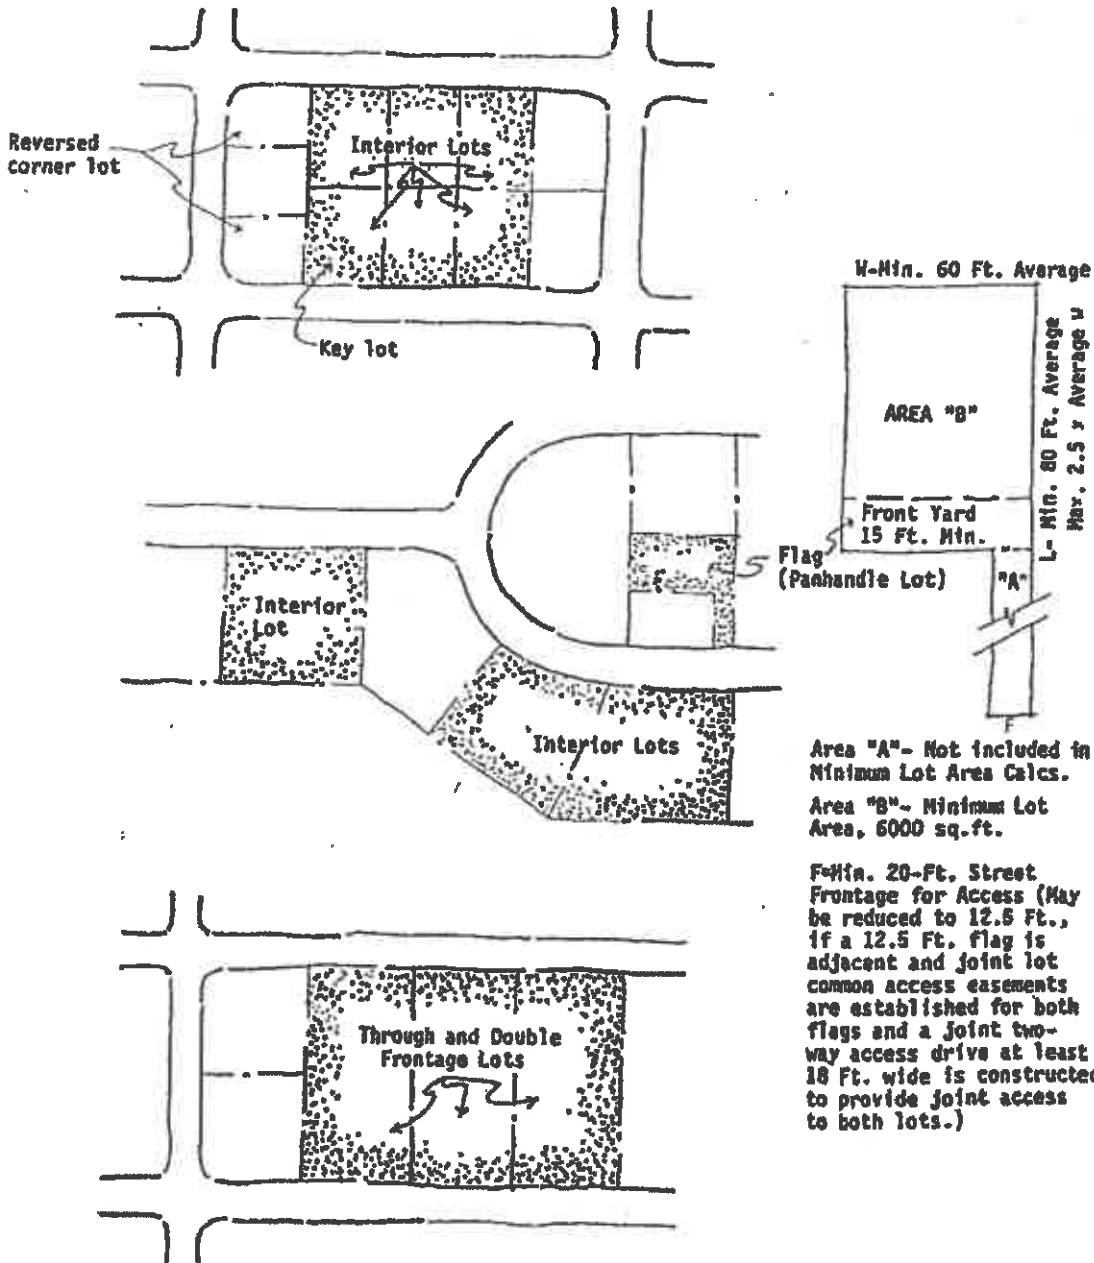 Reversed
corner lot
Interior Lots
Key lot
W-Min. 60 Ft. Average
AREA "B"
L= Min. 80 Ft. Average
Max. 2.5 x Average w
Front Yard
15 Ft. Min.
"A"
F
Flag
(Panhandle Lot)
Interior
Lot
Interior Lots
Area "A"- Not included in
Minimum Lot Area Calcs.
Area "B"- Minimum Lot
Area, 6000 sq.ft.
F=Min. 20-Ft. Street
Frontage for Access (May
be reduced to 12.5 Ft.,
if a 12.5 Ft. flag is
adjacent and joint lot
common access easements
are established for both
flags and a joint two-
way access drive at least
18 Ft. wide is constructed
to provide joint access
to both lots.)
Through and Double
Frontage Lots